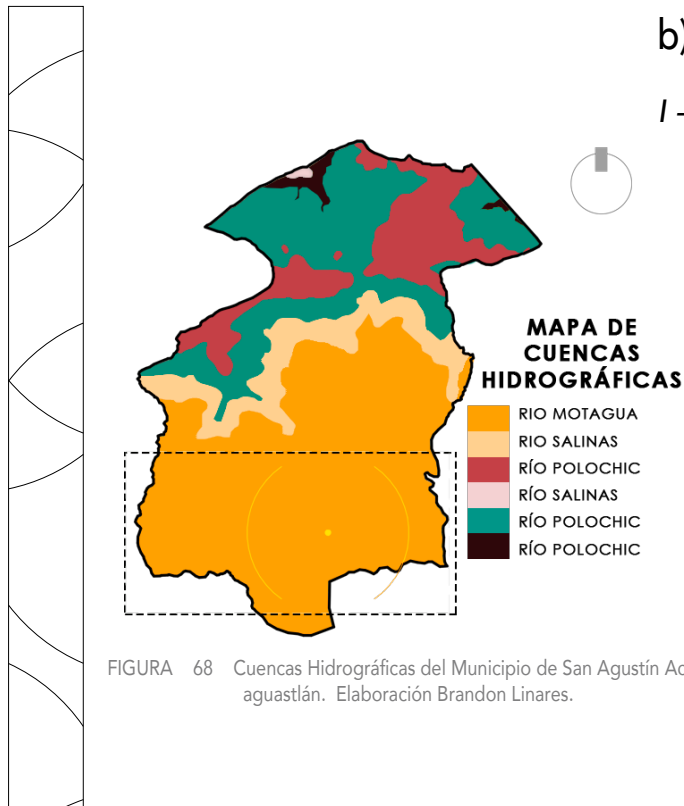 b)
I -
MAPA DE
CUENCAS
HIDROGRÁFICAS
RIO MOTAGUA
RIO SALINAS
RÍO POLOCHIC
RÍO SALINAS
RÍO POLOCHIC
RÍO POLOCHIC
FIGURA 68 Cuencas Hidrográficas del Municipio de San Agustín Ac
aguastlán. Elaboración Brandon Linares.